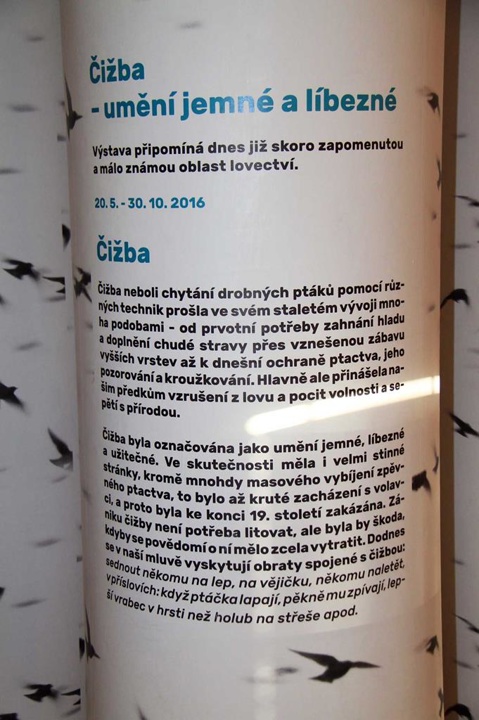 Čižba
- umění jemné a líbezné
Výstava připomíná dnes již skoro zapomenutou
a málo známou oblast lovectví.
20. 5. - 30. 10. 2016
Čižba
Čižba neboli chytání drobných ptáků pomocí růz-
ných technik prošla ve svém staletém vývoji mno-
ha podobami - od prvotní potřeby zahnání hladu
a doplnění chudé stravy přes vznešenou zábavu
vyšších vrstev až k dnešní ochraně ptactva, jeho
pozorování a kroužkování. Hlavně ale přinášela na-
šim předkům vzrušení z lovu a pocit volnosti a se-
pětí s přírodou.
Čižba byla označována jako umění jemné, líbezné
a užitečné. Ve skutečnosti měla i velmi stinné
stránky, kromě mnohdy masového vybíjení zpěv-
ného ptactva, to bylo až kruté zacházení s volav-
ci, a proto byla ke konci 19. století zakázána. Zá-
niku čižby není potřeba litovat, ale byla by škoda,
kdyby se povědomí o ní mělo zcela vytratit. Dodnes
se v naší mluvě vyskytují obraty spojené s čižbou:
sednout někomu na lep, na vějičku, někomu naletět,
v příslovích: když ptáčka lapají, pěkně mu zpívají, lep-
ší vrabec v hrsti než holub na střeše apod.